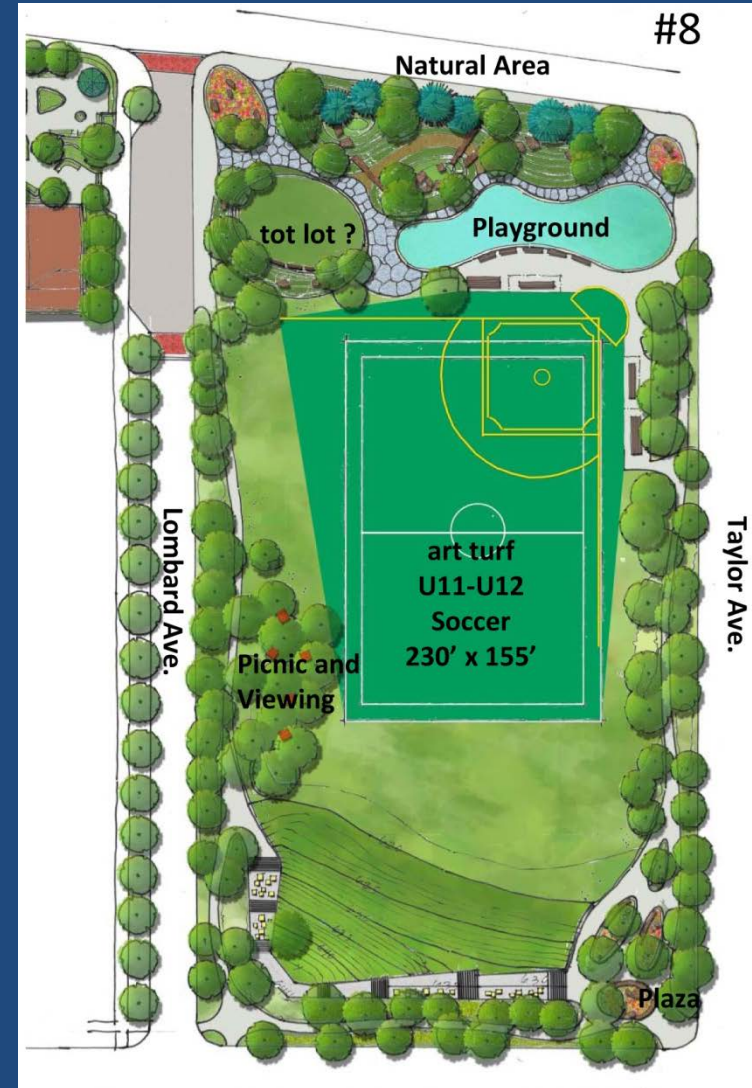 #8
Natural Area
tot lot ?
Playground
Lombard Ave.
Taylor Ave.
art turf
U11-U12
Soccer
230’ x 155’
Picnic and
Viewing
Plaza